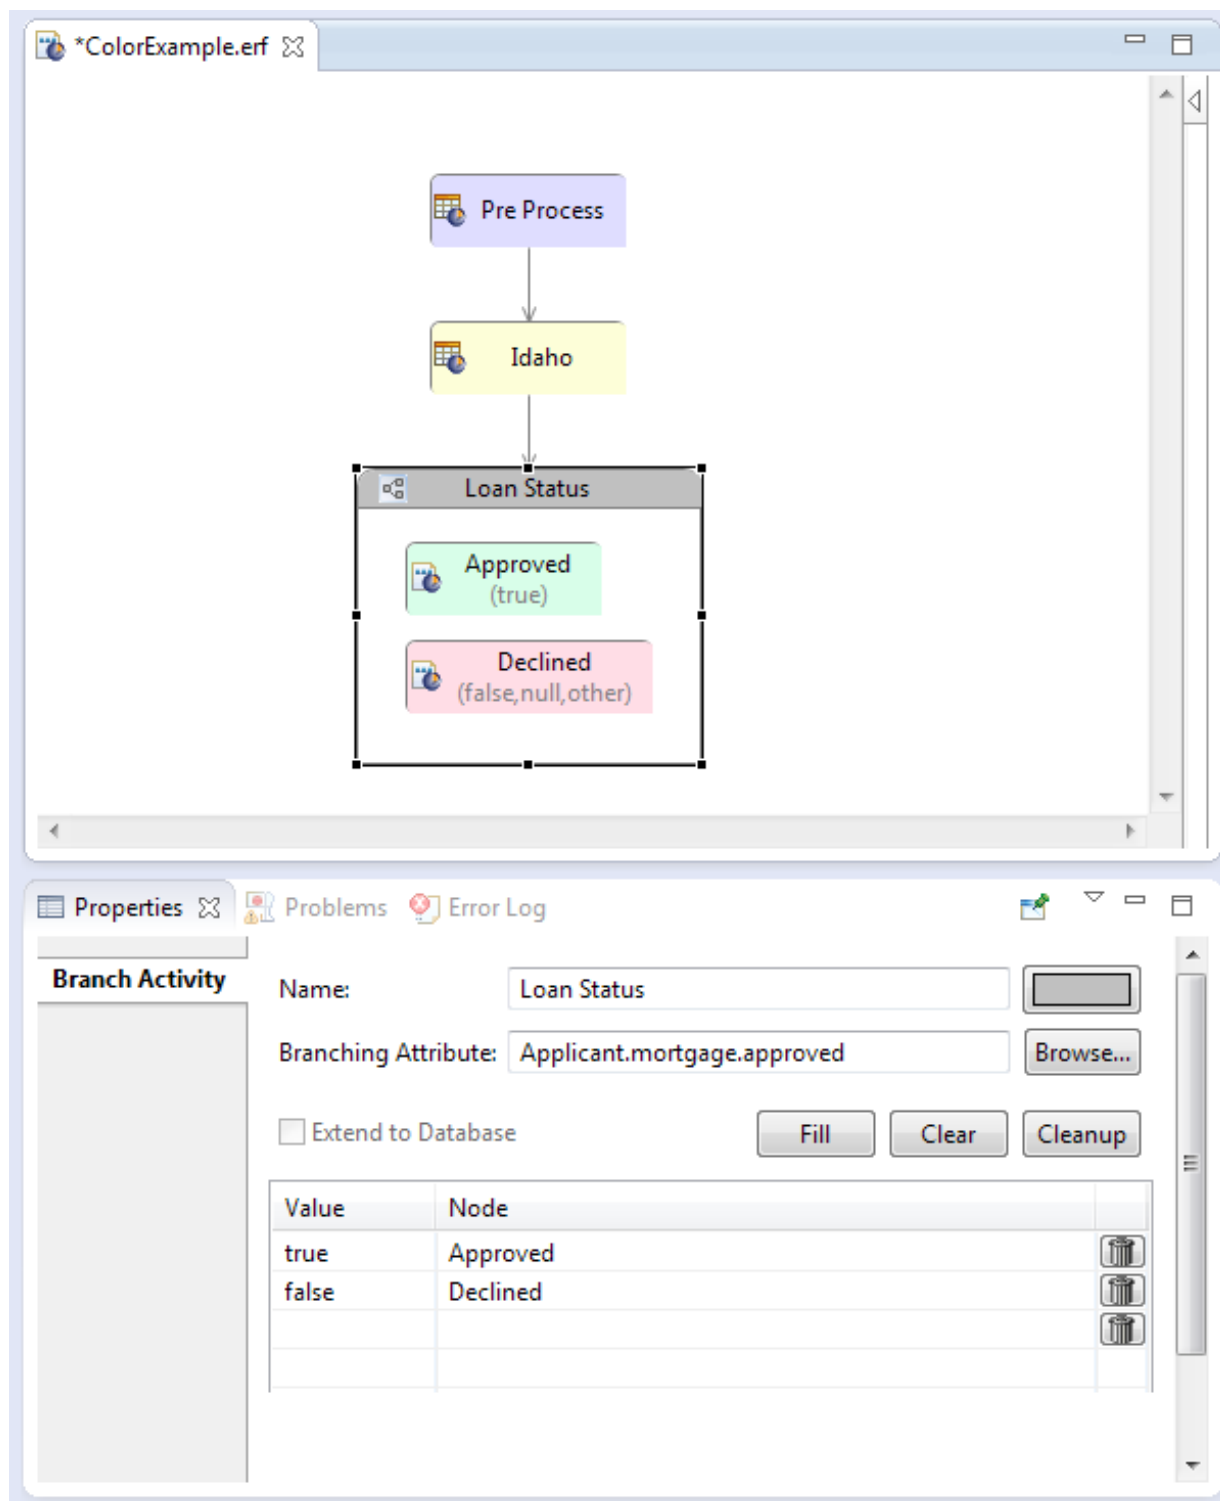 *ColorExample.erf
Pre Process
Idaho
Loan Status
Approved
(true)
Declined
(false,null,other)
Properties Problems Error Log
Branch Activity
Name: Loan Status
Branching Attribute: Applicant.mortgage.approved Browse...
Extend to Database Fill Clear Cleanup
Value Node
true Approved
false Declined